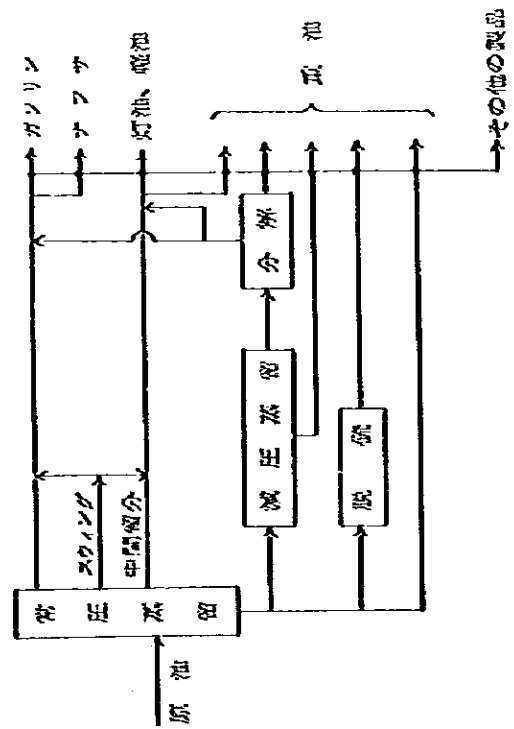 原油
常圧蒸留
スウィング
中間留分
減圧蒸留
分解
脱硫
ガソリン
ナフサ
灯油、軽油
重油
その他の製品